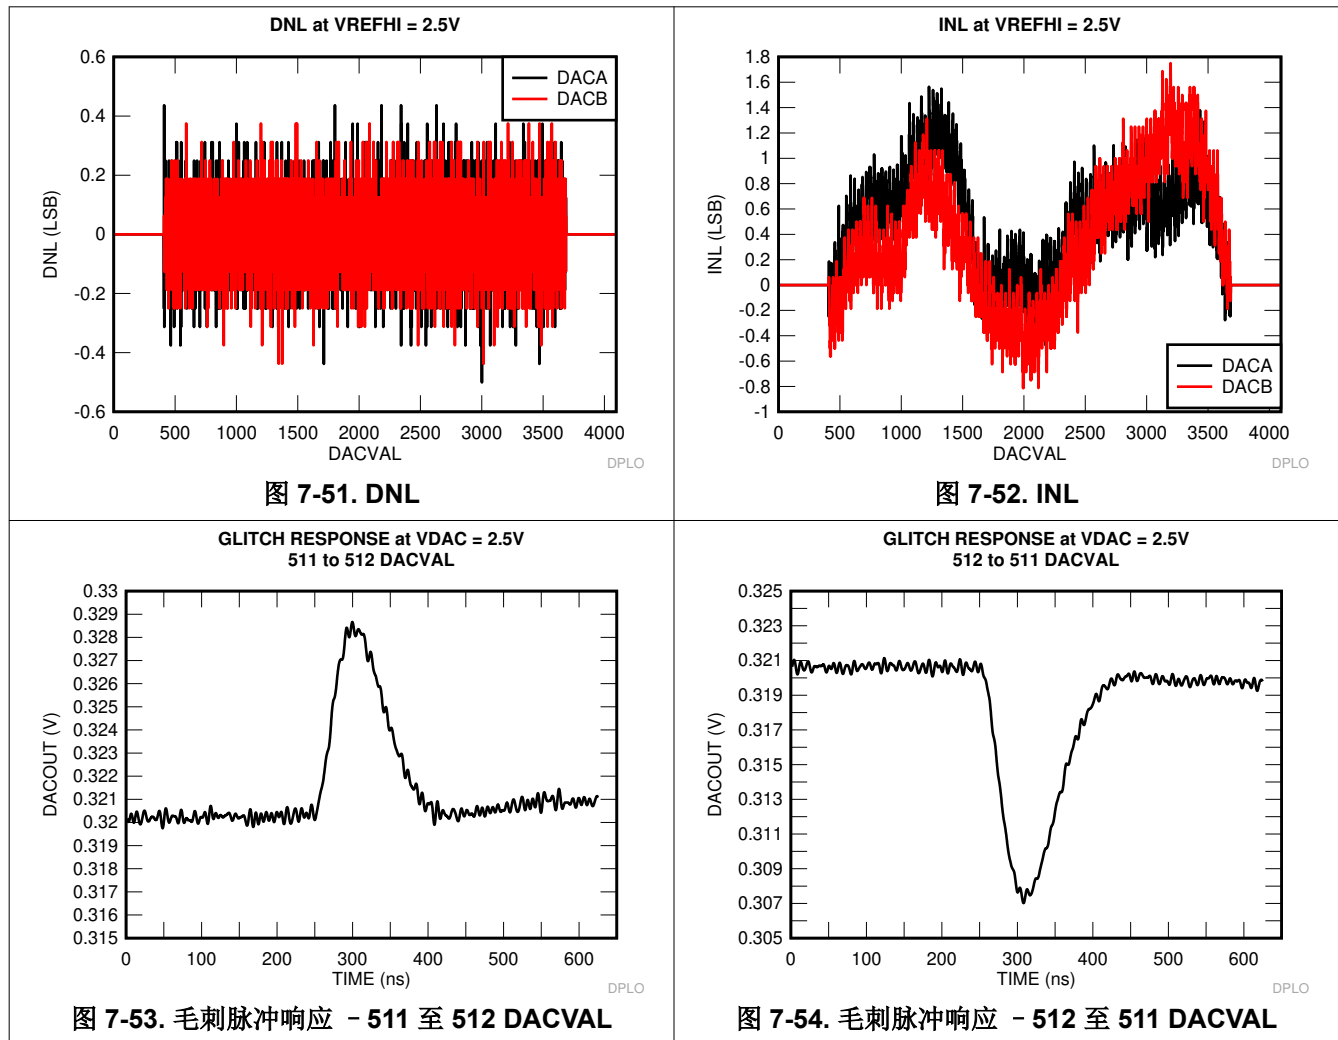 DNL at VREFHI = 2.5V
0.6
0.4
0.2
0
-0.2
-0.4
-0.6
DNL (LSB)
DACA
DACB
0 500 1000 1500 2000 2500 3000 3500 4000
DACVAL
DPLO
图 7-51. DNL
INL at VREFHI = 2.5V
1.8
1.6
1.4
1.2
1
0.8
0.6
0.4
0.2
0
-0.2
-0.4
-0.6
-0.8
-1
INL (LSB)
DACA
DACB
0 500 1000 1500 2000 2500 3000 3500 4000
DACVAL
DPLO
图 7-52. INL
GLITCH RESPONSE at VDAC = 2.5V
511 to 512 DACVAL
0.33
0.329
0.328
0.327
0.326
0.325
0.324
0.323
0.322
0.321
0.32
0.319
0.318
0.317
0.316
0.315
DACOUT (V)
0 100 200 300 400 500 600
TIME (ns)
DPLO
图 7-53. 毛刺脉冲响应 - 511 至 512 DACVAL
GLITCH RESPONSE at VDAC = 2.5V
512 to 511 DACVAL
0.325
0.323
0.321
0.319
0.317
0.315
0.313
0.311
0.309
0.307
0.305
DACOUT (V)
0 100 200 300 400 500 600
TIME (ns)
DPLO
图 7-54. 毛刺脉冲响应 - 512 至 511 DACVAL